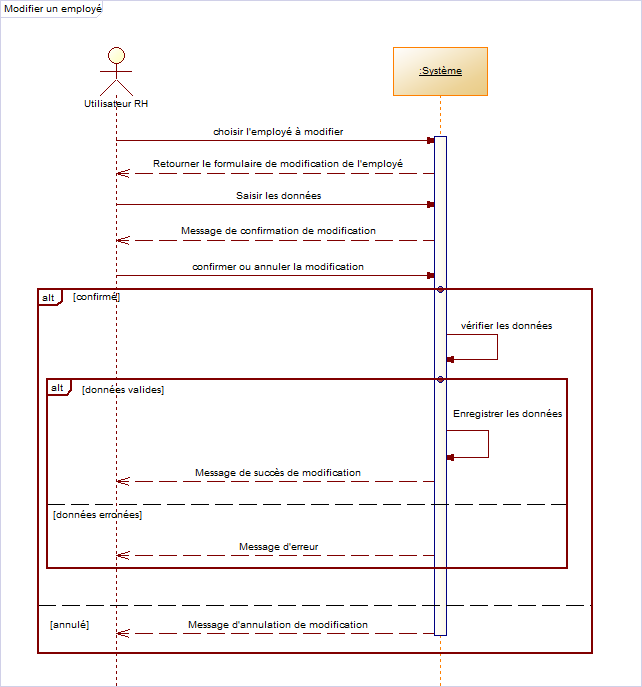 Modifier un employé
:Système
Utilisateur RH
choisir l'employé à modifier
Retourner le formulaire de modification de l'employé
Saisir les données
Message de confirmation de modification
confirmer ou annuler la modification
alt [confirmé]
vérifier les données
alt [données valides]
Enregistrer les données
Message de succès de modification
[données erronées]
Message d'erreur
[annulé]
Message d'annulation de modification